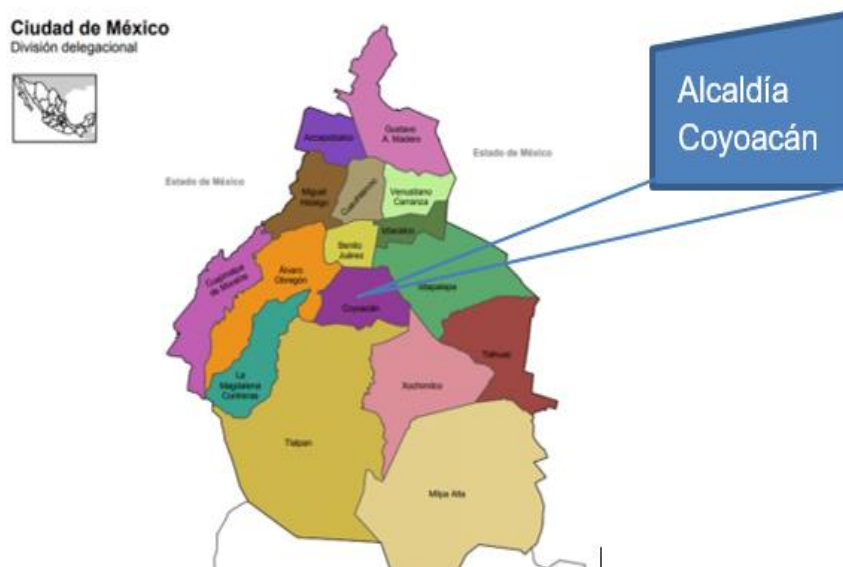 Ciudad de México
División delegacional
Alcaldía
Coyoacán
Gustavo
A. Madero
Azcapotzalco
Estado de México
Estado de México
Miguel
Hidalgo
Cuauhtémoc
Venustiano
Carranza
Iztacalco
Benito
Juárez
Cuajimalpa
de Morelos
Álvaro
Obregón
Iztapalapa
Coyoacán
Tláhuac
La
Magdalena
Contreras
Xochimilco
Tlalpan
Milpa Alta